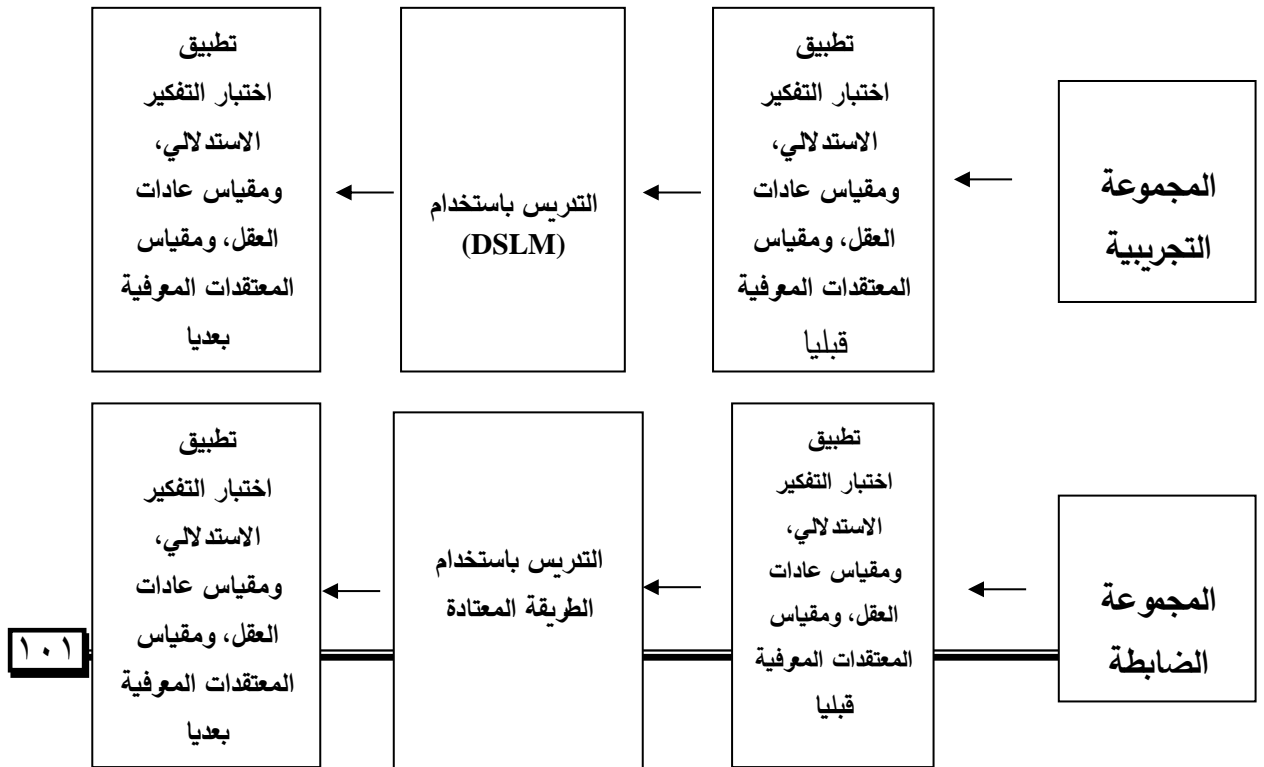 المجموعة
التجريبية
تطبيق
اختبار التفكير
الاستدلالي،
ومقياس عادات
العقل، ومقياس
المعتقدات المعرفية
قبليا
التدريس باستخدام
(DSLM)
تطبيق
اختبار التفكير
الاستدلالي،
ومقياس عادات
العقل، ومقياس
المعتقدات المعرفية
بعديا
المجموعة
الضابطة
تطبيق
اختبار التفكير
الاستدلالي،
ومقياس عادات
العقل، ومقياس
المعتقدات المعرفية
قبليا
التدريس باستخدام
الطريقة المعتادة
تطبيق
اختبار التفكير
الاستدلالي،
ومقياس عادات
العقل، ومقياس
المعتقدات المعرفية
بعديا
١٠١